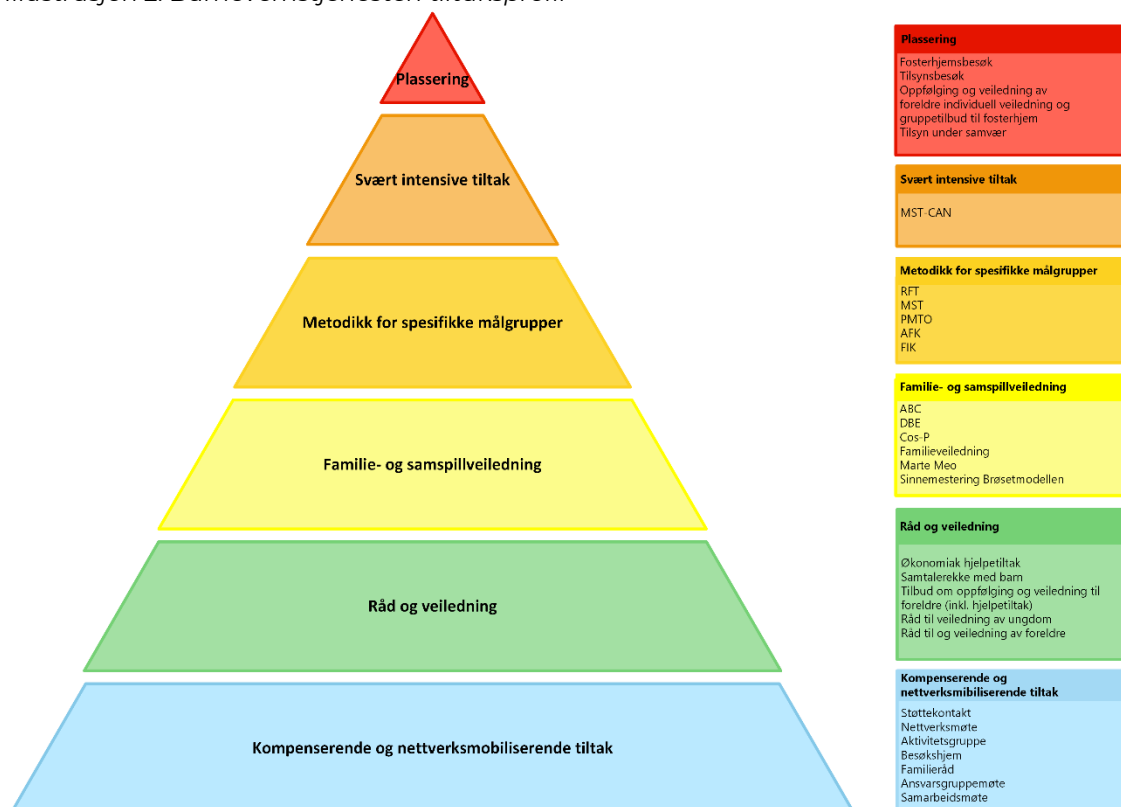 Plassering
Svært intensive tiltak
Metodikk for spesifikke målgrupper
Familie- og samspillveiledning
Råd og veiledning
Kompenserende og nettverksmobiliserende tiltak
Plassering
Fosterhjemsbesøk
Tilsynsbesøk
Oppfølging og veiledning av
foreldre individuell veiledning og
gruppetilbud til fosterhjem
Tilsyn under samvær
Svært intensive tiltak
MST-CAN
Metodikk for spesifikke målgrupper
RFT
MST
PMTO
AFK
FIK
Familie- og samspillveiledning
ABC
DBE
Cos-P
Familieveiledning
Marte Meo
Sinnemestering Brøsetmodellen
Råd og veiledning
Økonomiak hjelpetiltak
Samtalerekke med barn
Tilbud om oppfølging og veiledning til
foreldre (inkl. hjelpetiltak)
Råd til veiledning av ungdom
Råd til og veiledning av foreldre
Kompenserende og
nettverksmibiliserende tiltak
Støttekontakt
Nettverksmøte
Aktivitetsgruppe
Besøkshjem
Familieråd
Ansvarsgruppemøte
Samarbeidsmøte